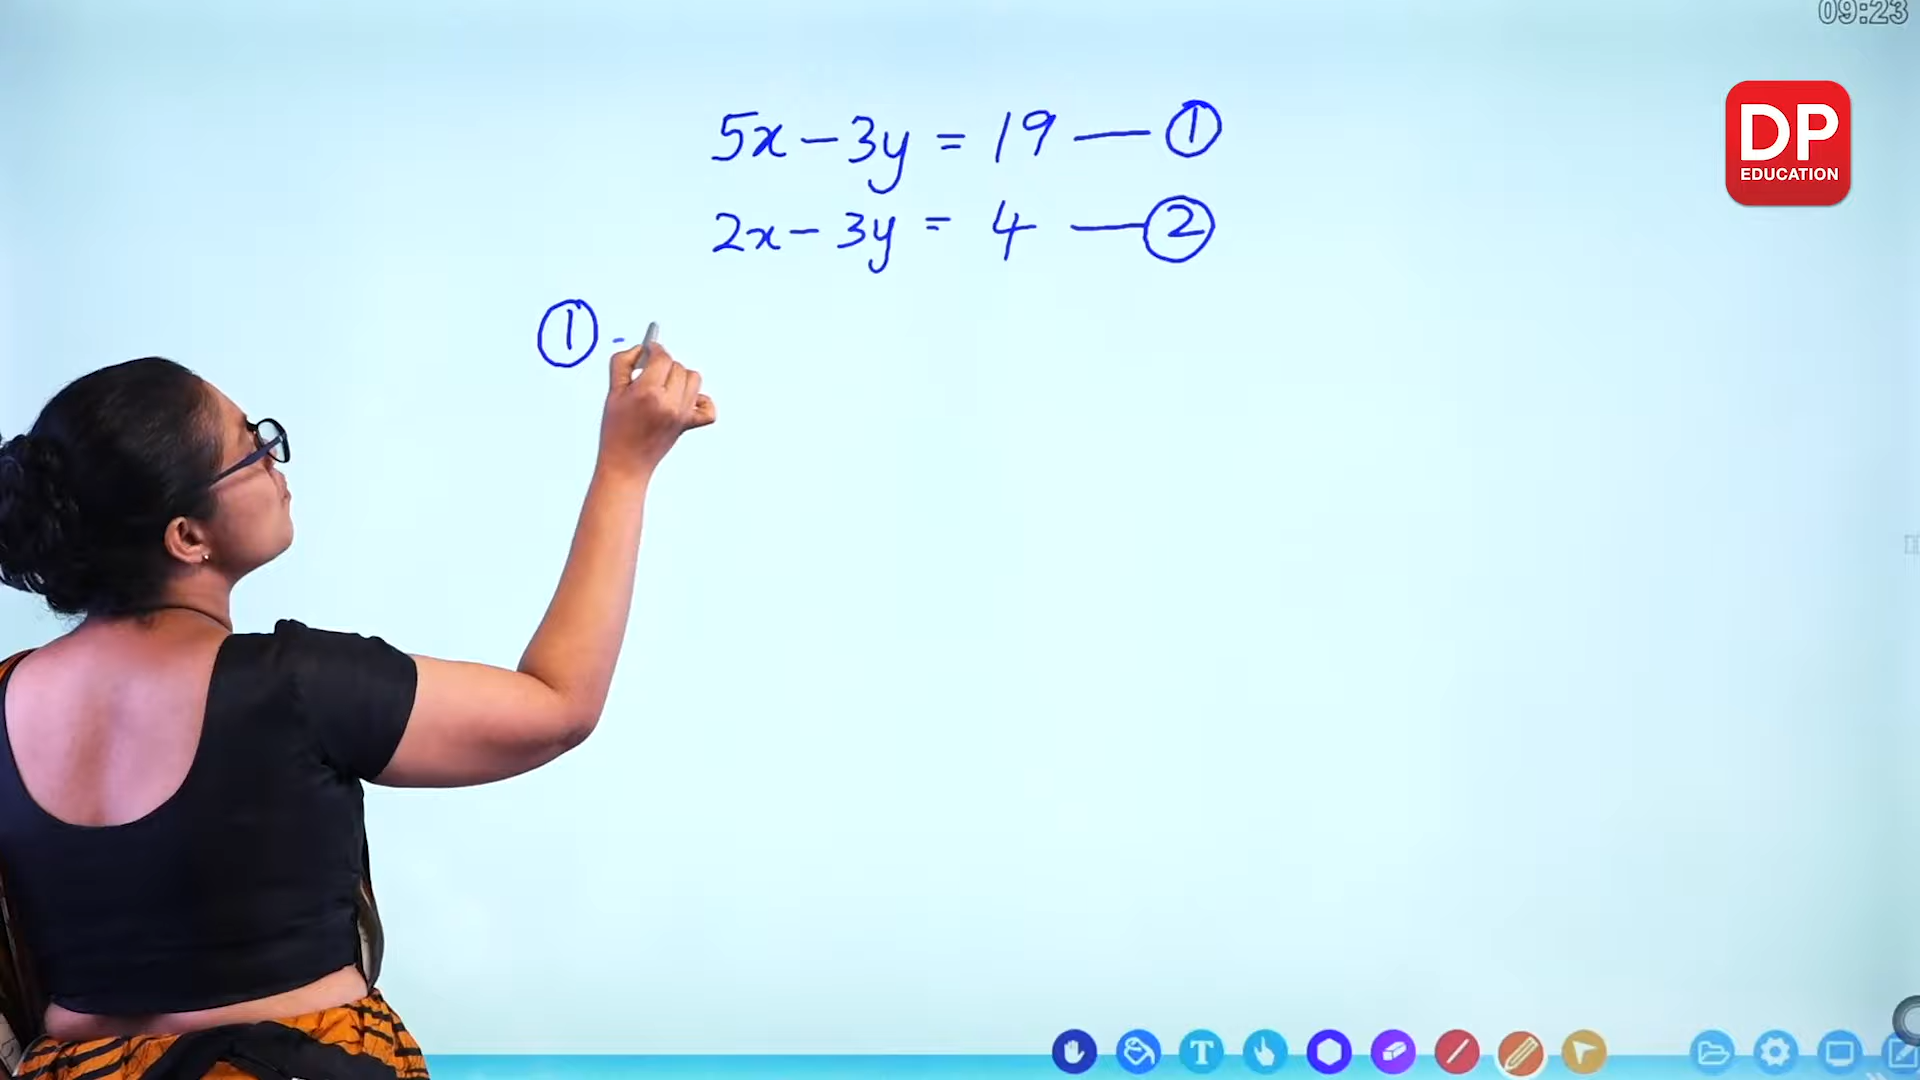 09:23
5x - 3y = 19 — ①
2x - 3y = 4 — ②
① -
DP
EDUCATION
T